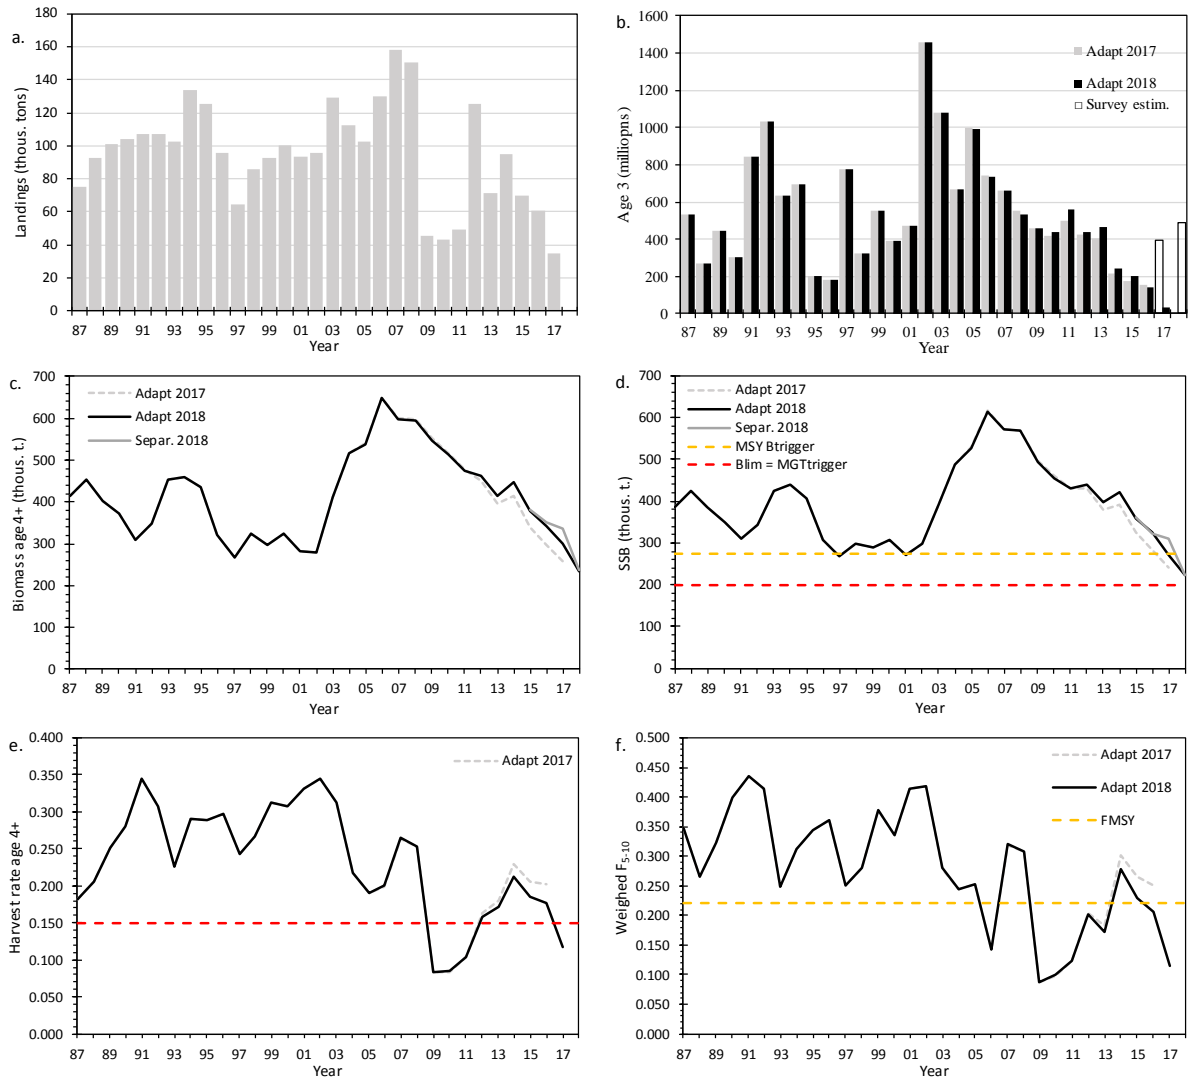 a.
Landings (thous. tons)
180
160
140
120
100
80
60
40
20
0
87 89 91 93 95 97 99 01 03 05 07 09 11 13 15 17
Year
b.
Age 3 (milliopns)
1600
1400
1200
1000
800
600
400
200
0
Adapt 2017
Adapt 2018
Survey estim.
87 89 91 93 95 97 99 01 03 05 07 09 11 13 15 17
Year
c.
Biomass age 4+ (thous. t.)
700
600
500
400
300
200
100
0
Adapt 2017
Adapt 2018
Separ. 2018
87 89 91 93 95 97 99 01 03 05 07 09 11 13 15 17
Year
d.
SSB (thous. t.)
700
600
500
400
300
200
100
0
Adapt 2017
Adapt 2018
Separ. 2018
MSY Btrigger
Blim = MGTtrigger
87 89 91 93 95 97 99 01 03 05 07 09 11 13 15 17
Year
e.
Harvest rate age 4+
0.400
0.350
0.300
0.250
0.200
0.150
0.100
0.050
0.000
Adapt 2017
87 89 91 93 95 97 99 01 03 05 07 09 11 13 15 17
Year
f.
Weighed F5-10
0.500
0.450
0.400
0.350
0.300
0.250
0.200
0.150
0.100
0.050
0.000
Adapt 2017
Adapt 2018
FMSY
87 89 91 93 95 97 99 01 03 05 07 09 11 13 15 17
Year